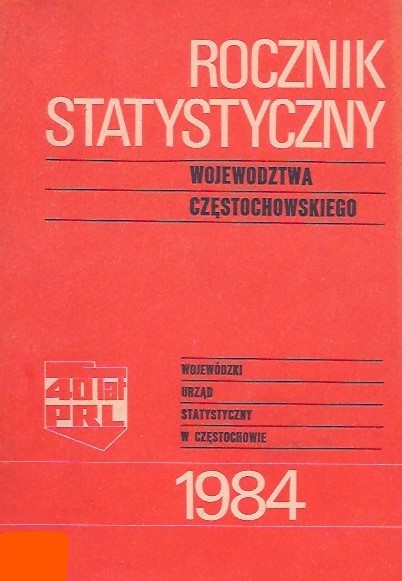 ROCZNIK
STATYSTYCZNY
WOJEWODZTWA
CZĘSTOCHOWSKIEGO
40 lat
PRL
WOJEWÓDZKI
URZĄD
STATYSTYCZNY
W CZĘSTOCHOWIE
1984